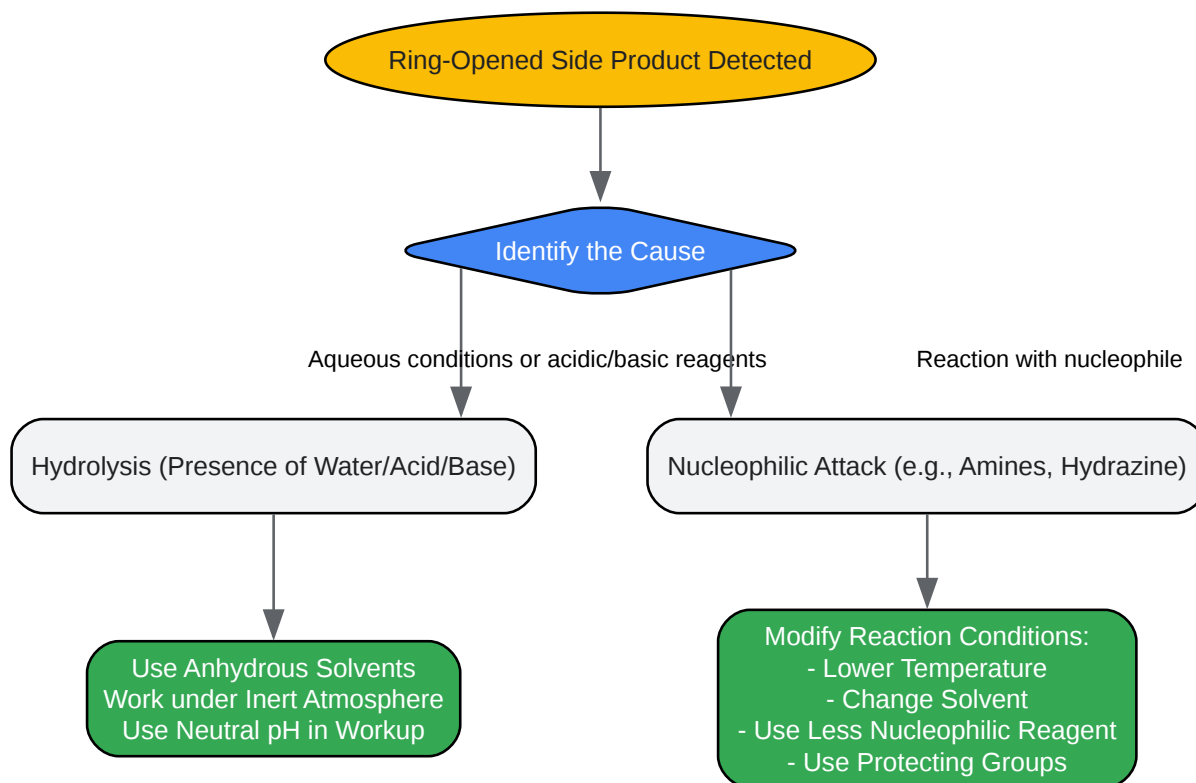 Ring-Opened Side Product Detected
Identify the Cause
Aqueous conditions or acidic/basic reagents
Reaction with nucleophile
Hydrolysis (Presence of Water/Acid/Base)
Nucleophilic Attack (e.g., Amines, Hydrazine)
Use Anhydrous Solvents
Work under Inert Atmosphere
Use Neutral pH in Workup
Modify Reaction Conditions:
- Lower Temperature
- Change Solvent
- Use Less Nucleophilic Reagent
- Use Protecting Groups